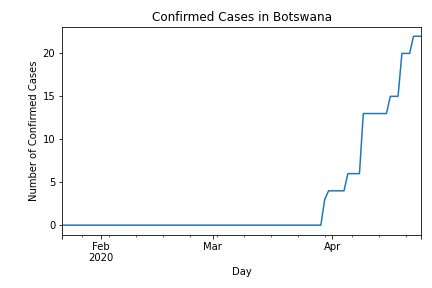 Confirmed Cases in Botswana
Number of Confirmed Cases
20
15
10
5
0
Feb
2020
Mar
Apr
Day